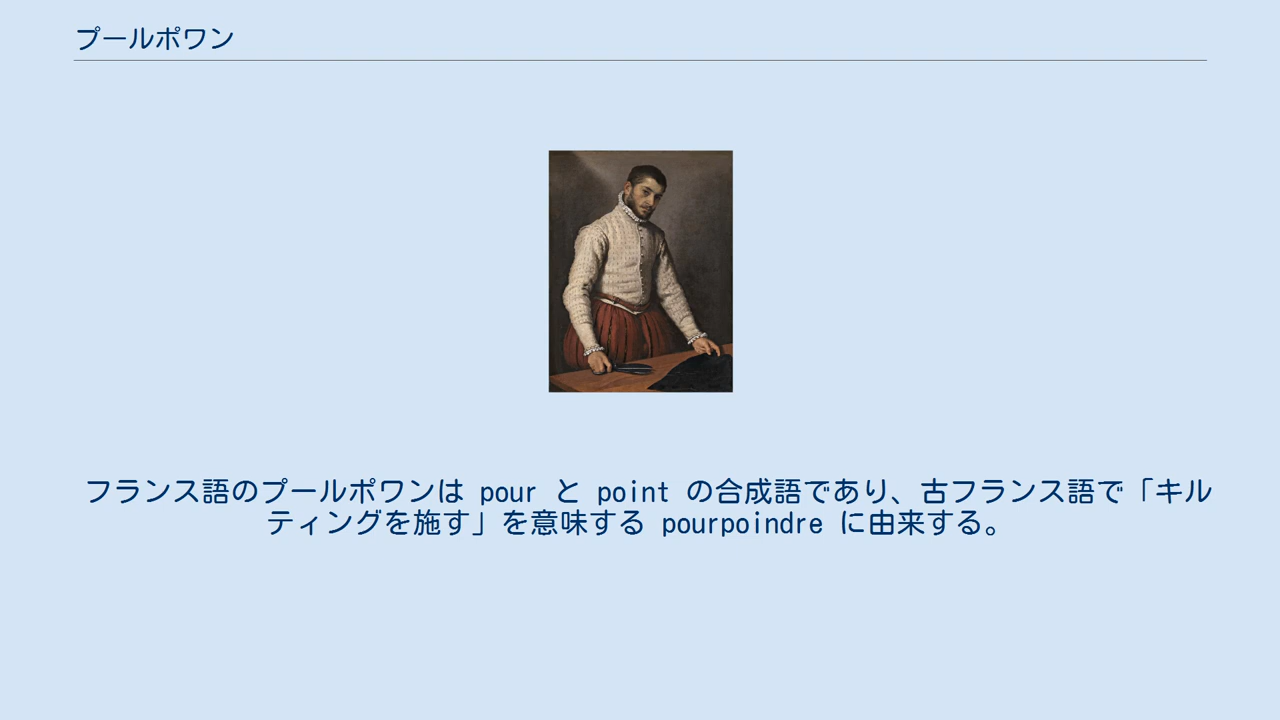 プールポワン
フランス語のプールポワンは pour と point の合成語であり、古フランス語で「キル
ティングを施す」を意味する pourpoindre に由来する。